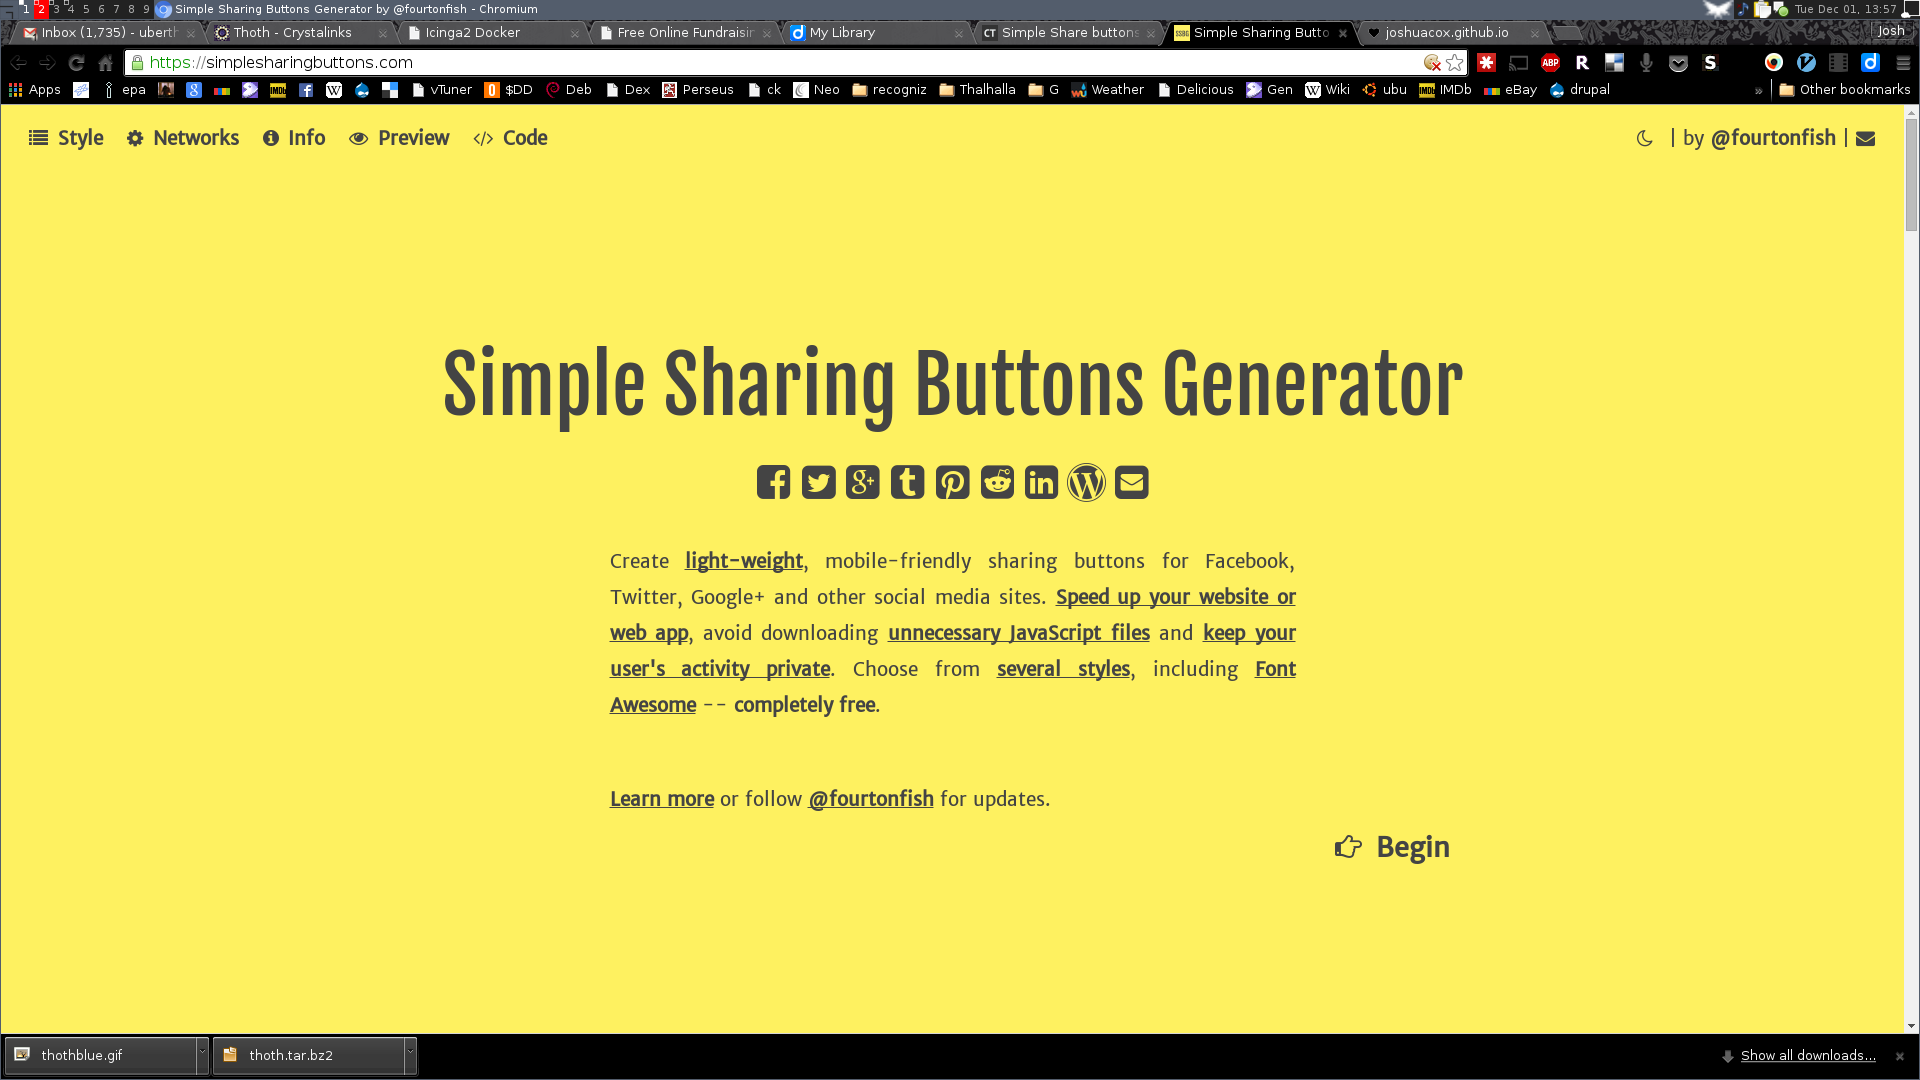 1 2 3 4 5 6 7 8 9 Simple Sharing Buttons Generator by @fourtonfish - Chromium Tue Dec 01, 13:57
Inbox (1,735) - uberth Thoth - Crystalinks Icinga2 Docker Free Online Fundraisin My Library Simple Share buttons Simple Sharing Butto joshuacox.github.io Josh
https://simplesharingbuttons.com ABP R S
Apps epa vTuner $DD Deb Dex Perseus ck Neo recogniz Thalhalla G Weather Delicious Gen Wiki ubu IMDb eBay drupal » Other bookmarks
Style Networks Info Preview Code | by @fourtonfish |
Simple Sharing Buttons Generator
Create light-weight, mobile-friendly sharing buttons for Facebook,
Twitter, Google+ and other social media sites. Speed up your website or
web app, avoid downloading unnecessary JavaScript files and keep your
user's activity private. Choose from several styles, including Font
Awesome -- completely free.
Learn more or follow @fourtonfish for updates.
Begin
thothblue.gif thoth.tar.bz2 Show all downloads...